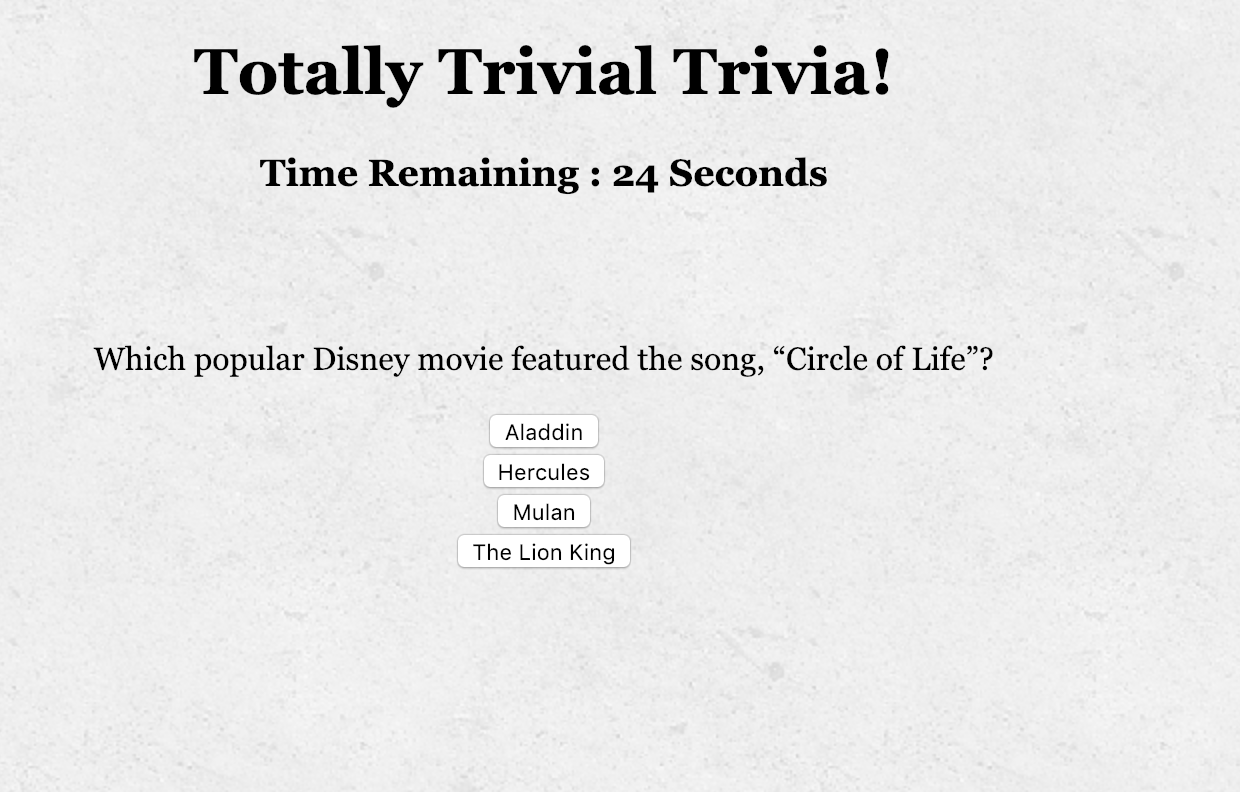 Totally Trivial Trivia!
Time Remaining : 24 Seconds
Which popular Disney movie featured the song, “Circle of Life”?
Aladdin
Hercules
Mulan
The Lion King